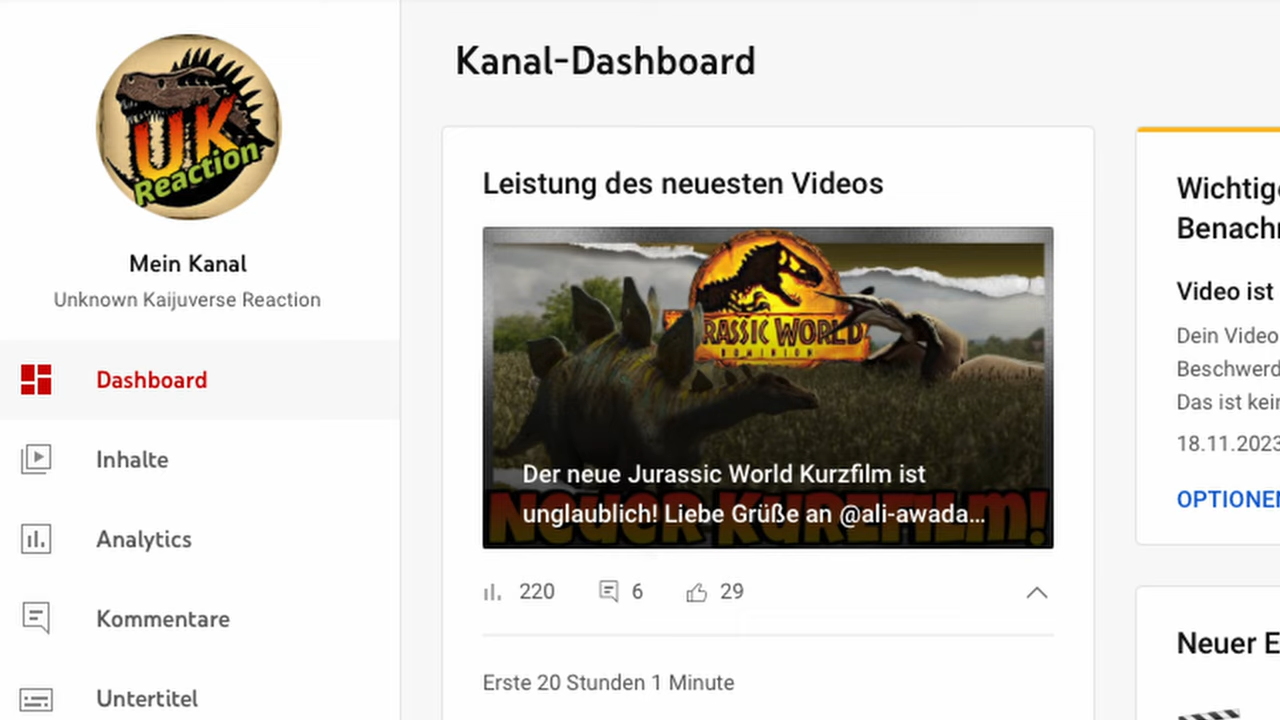 UK
Reaction
Mein Kanal
Unknown Kaijuverse Reaction
Dashboard
Inhalte
Analytics
Kommentare
Untertitel
Kanal-Dashboard
Leistung des neuesten Videos
JURASSIC WORLD
DOMINION
Der neue Jurassic World Kurzfilm ist
unglaublich! Liebe Grüße an @ali-awada...
NEUER KURZFILM!
220 6 29
Erste 20 Stunden 1 Minute
Wichtige
Benachr
Video ist
Dein Video
Beschwerd
Das ist kein
18.11.2023
OPTIONEN
Neuer E